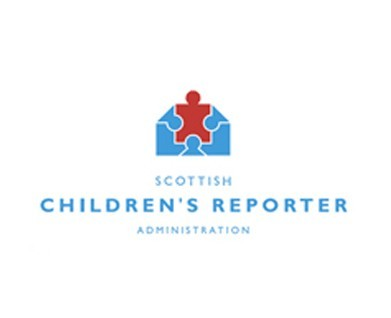 SCOTTISH
CHILDREN'S REPORTER
ADMINISTRATION